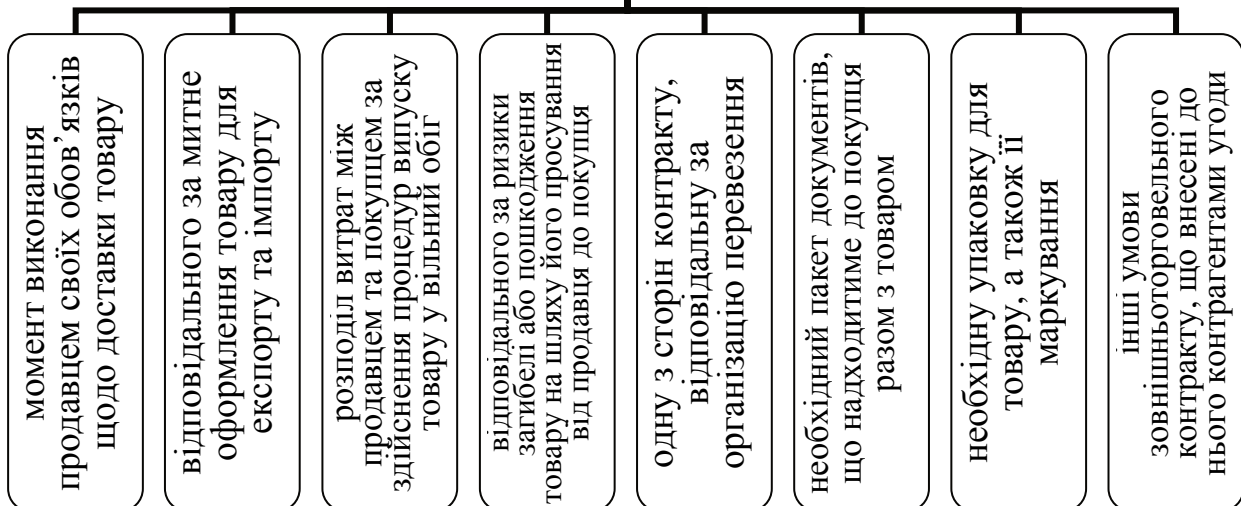 момент виконання
продавцем своїх обов’язків
щодо доставки товару
відповідального за митне
оформлення товару для
експорту та імпорту
розподіл витрат між
продавцем та покупцем за
здійснення процедур випуску
товару у вільний обіг
відповідального за ризики
загибелі або пошкодження
товару на шляху його просування
від продавця до покупця
одну з сторін контракту,
відповідальну за
організацію перевезення
необхідний пакет документів,
що надходитиме до покупця
разом з товаром
необхідну упаковку для
товару, а також її
маркування
інші умови
зовнішньоторговельного
контракту, що внесені до
нього контрагентами угоди